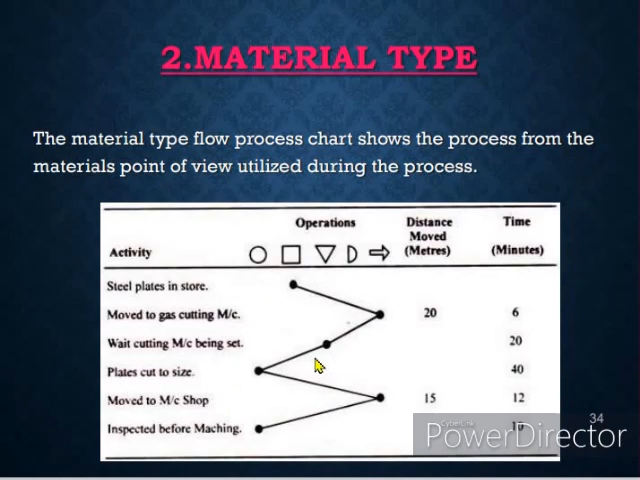 2.MATERIAL TYPE
The material type flow process chart shows the process from the
materials point of view utilized during the process.
Operations Distance Moved (Metres) Time (Minutes)
Activity
Steel plates in store.
Moved to gas cutting M/c. 20 6
Wait cutting M/c being set. 20
Plates cut to size. 40
Moved to M/c Shop 15 12
Inspected before Maching.
34
CyberLink
PowerDirector